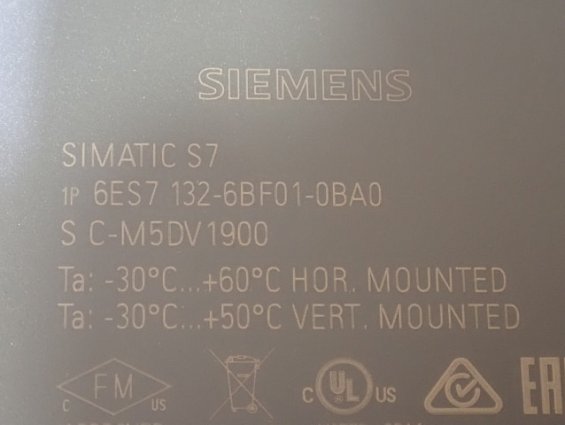 SIEMENS
SIMATIC S7
1P 6ES7 132-6BF01-0BA0
S C-M5DV1900
Ta: -30°C...+60°C HOR. MOUNTED
Ta: -30°C...+50°C VERT. MOUNTED
C FM US C UL US EAC